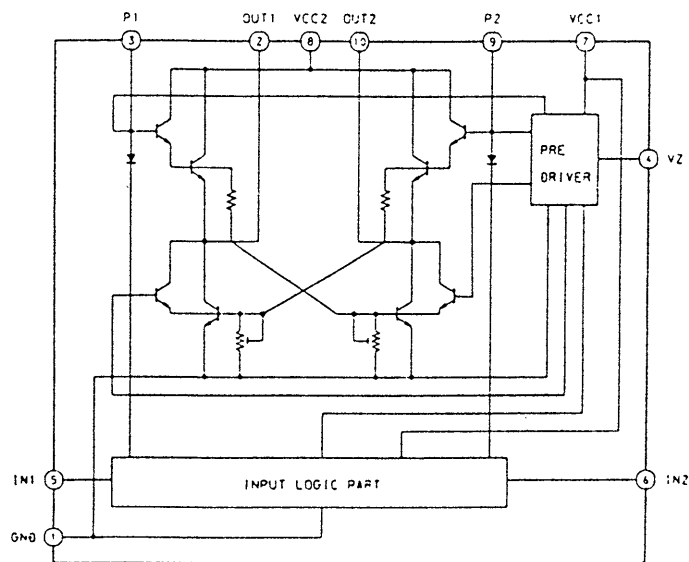 P1 OUT1 VCC2 OUT2 P2 VCC1
3 2 8 10 9 7
PRE
DRIVER
4 VZ
IN1 5
INPUT LOGIC PART
6 IN2
GND 1